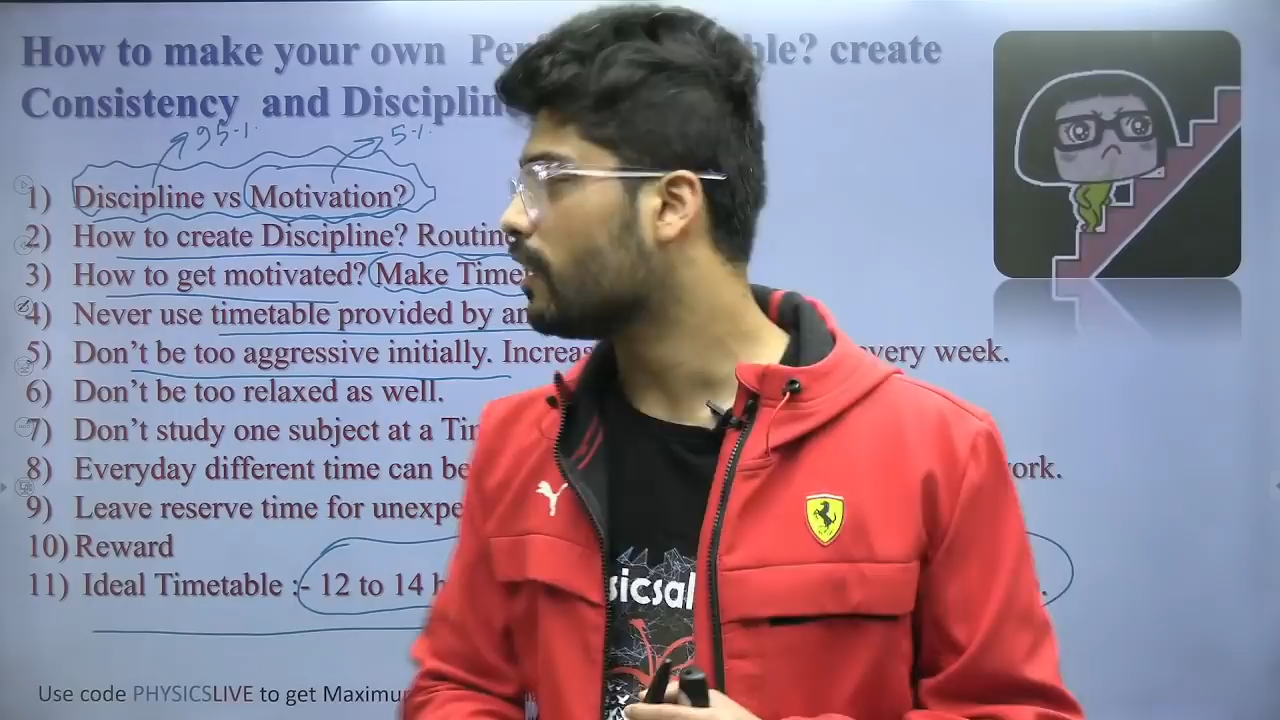 How to make your own Per ble? create
Consistency and Disciplin
95%.
5%.
1) Discipline vs Motivation?
2) How to create Discipline? Routin
3) How to get motivated? Make Time
4) Never use timetable provided by an
5) Don't be too aggressive initially. Increas every week.
6) Don't be too relaxed as well.
7) Don't study one subject at a Tim
8) Everyday different time can be ork.
9) Leave reserve time for unexpe
10) Reward
11) Ideal Timetable :- 12 to 14 h
sicsal
Use code PHYSICSLIVE to get Maximum